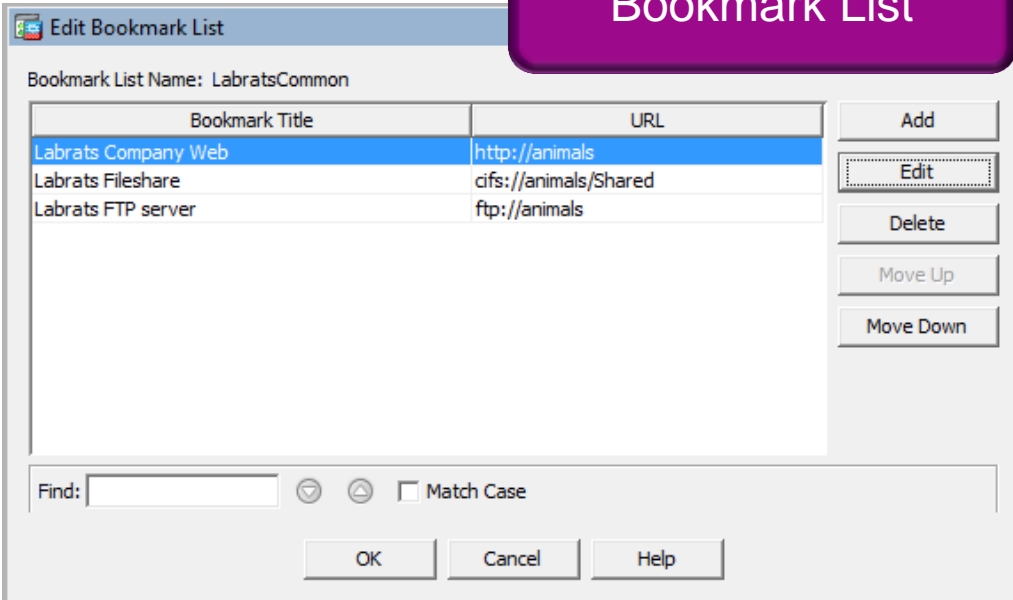 Bookmark List
Edit Bookmark List
Bookmark List Name: LabratsCommon
Bookmark Title URL
Labrats Company Web http://animals
Labrats Fileshare cifs://animals/Shared
Labrats FTP server ftp://animals
Add
Edit
Delete
Move Up
Move Down
Find: Match Case
OK Cancel Help